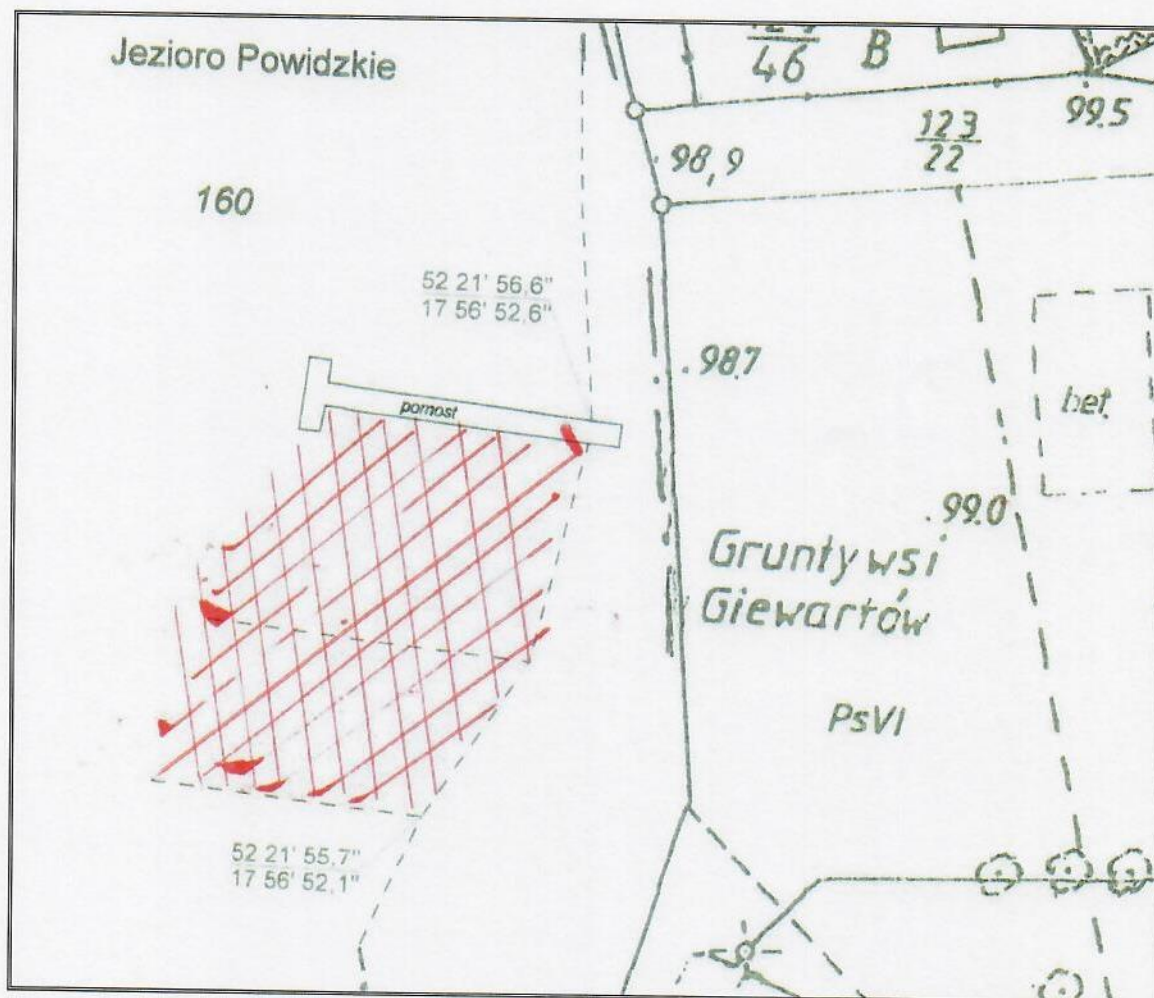 Jezioro Powidzkie
46 B
99.5
123
22
98,9
160
52 21' 56,6"
17 56' 52,6"
98.7
pomost
bet.
99.0
Grunty wsi
Giewartów
PsVI
52 21' 55,7"
17 56' 52,1"